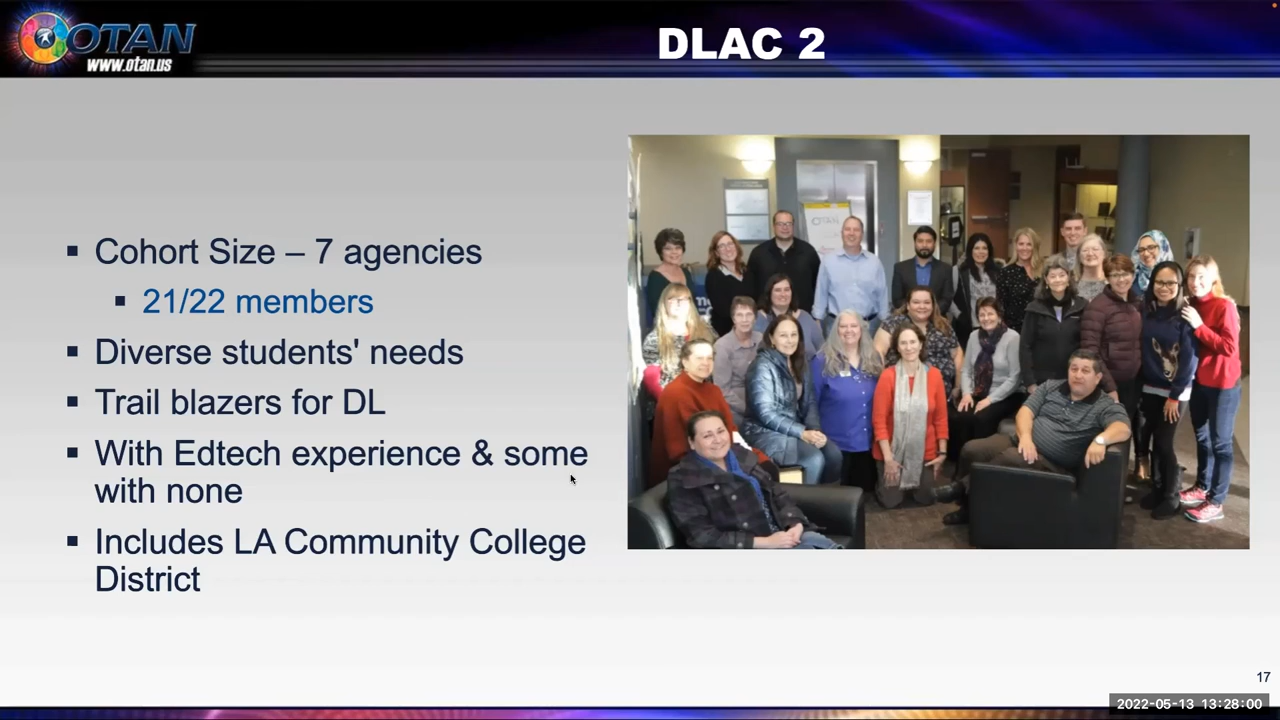 OTAN
www.otan.us
DLAC 2
▪ Cohort Size – 7 agencies
▪ 21/22 members
▪ Diverse students' needs
▪ Trail blazers for DL
▪ With Edtech experience & some
with none
▪ Includes LA Community College
District
OTAN
17
2022-05-13 13:28:00